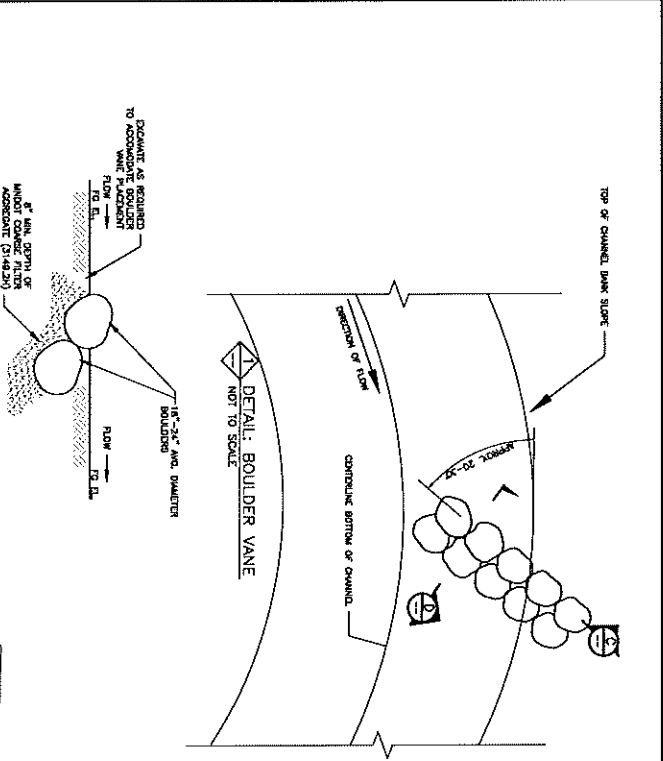 TOP OF CHANNEL BANK SLOPE
DIRECTION OF FLOW
APPROX. 20-30°
CENTERLINE BOTTOM OF CHANNEL
C
D
1
DETAIL: BOULDER VANE
NOT TO SCALE
EXCAVATE AS REQUIRED
TO ACCOMODATE BOULDER
VANE PLACEMENT
FLOW
FG EL.
18"-24" AVG. DIAMETER
BOULDERS
FLOW
FG EL.
MIN. DEPTH OF
MNDOT COARSE FILTER
AGGREGATE (3149.2H)